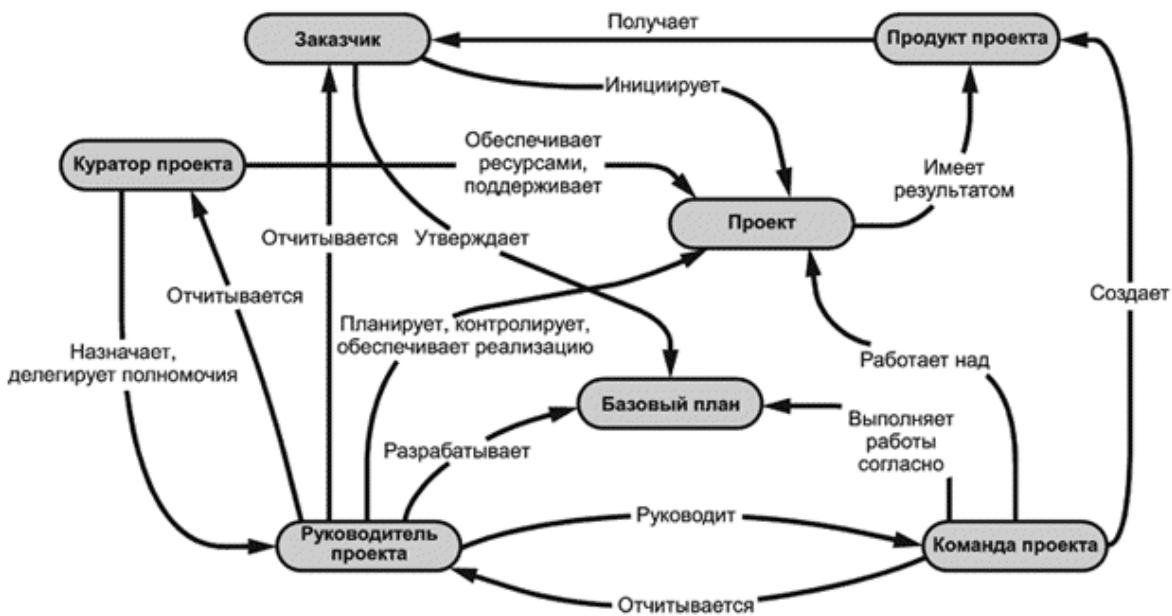 Получает
Заказчик
Продукт проекта
Инициирует
Обеспечивает
ресурсами,
поддерживает
Куратор проекта
Имеет
результатом
Проект
Отчитывается
Утверждает
Отчитывается
Создает
Планирует, контролирует,
обеспечивает реализацию
Назначает,
делегирует полномочия
Работает над
Базовый план
Выполняет
работы
согласно
Разрабатывает
Руководит
Руководитель
проекта
Команда проекта
Отчитывается